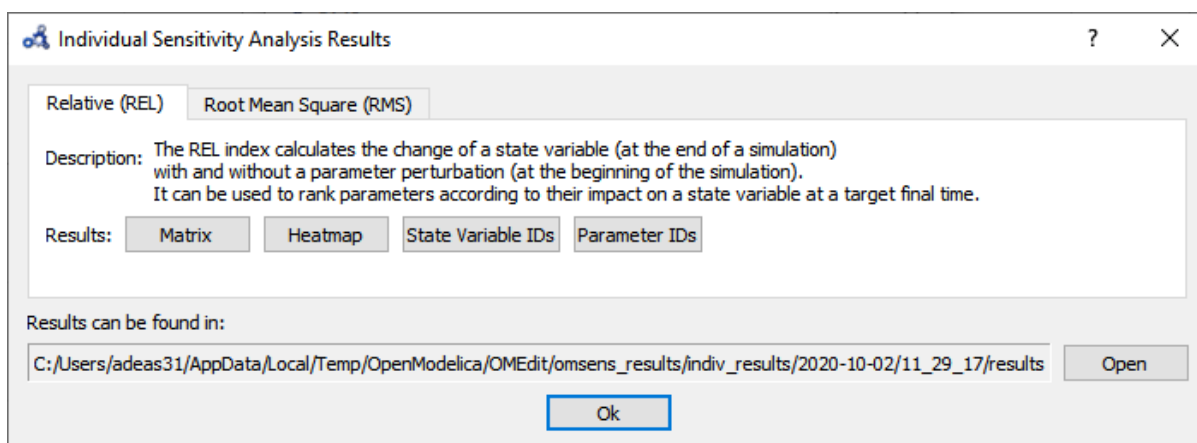 Individual Sensitivity Analysis Results ?
Relative (REL) Root Mean Square (RMS)
Description: The REL index calculates the change of a state variable (at the end of a simulation)
with and without a parameter perturbation (at the beginning of the simulation).
It can be used to rank parameters according to their impact on a state variable at a target final time.
Results: Matrix Heatmap State Variable IDs Parameter IDs
Results can be found in:
C:/Users/adeas31/AppData/Local/Temp/OpenModelica/OMEdit/omsens_results/indiv_results/2020-10-02/11_29_17/results Open
Ok